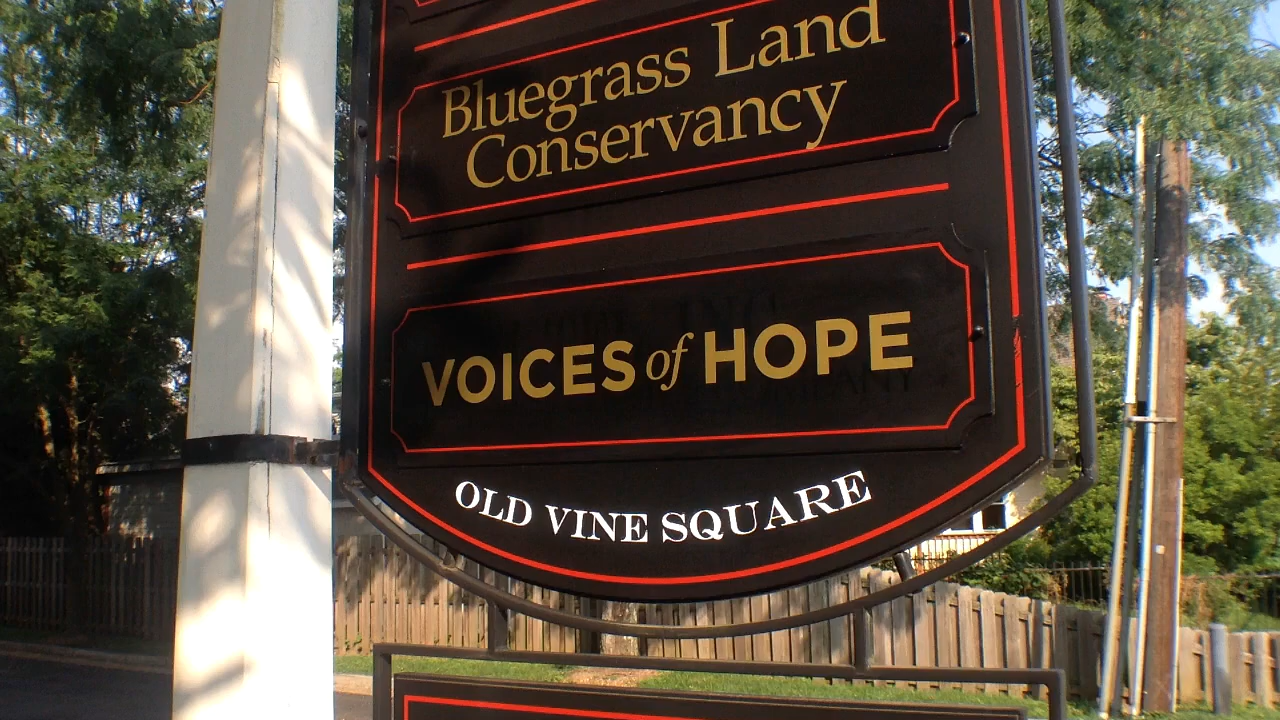 Bluegrass Land
Conservancy
VOICES of HOPE
OLD VINE SQUARE